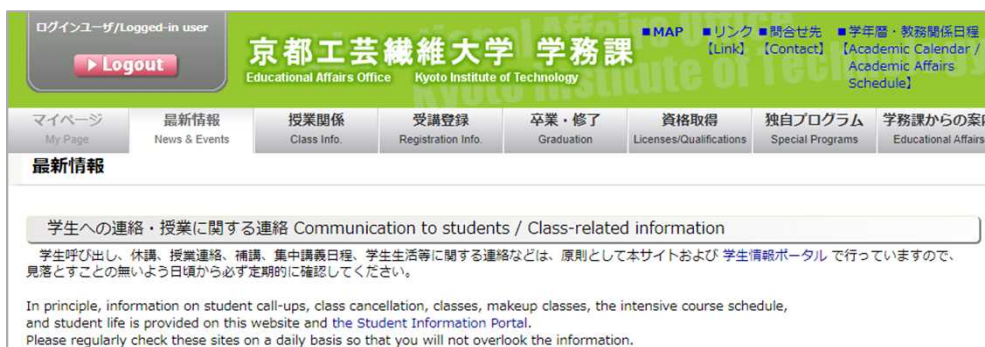 ログインユーザ/Logged-in user
▶Logout
京都工芸繊維大学 学務課
Educational Affairs Office Kyoto Institute of Technology
■MAP ■リンク ■問合せ先 ■学年暦・教務関係日程
【Link】 【Contact】 【Academic Calendar /
Academic Affairs
Schedule】
マイページ 最新情報 授業関係 受講登録 卒業・修了 資格取得 独自プログラム 学務課からの案内
My Page News & Events Class Info. Registration Info. Graduation Licenses/Qualifications Special Programs Educational Affairs
最新情報
学生への連絡・授業に関する連絡 Communication to students / Class-related information
学生呼び出し、休講、授業連絡、補講、集中講義日程、学生生活等に関する連絡などは、原則として本サイトおよび 学生情報ポータル で行っていますので、
見落とすことの無いよう日頃から必ず定期的に確認してください。
In principle, information on student call-ups, class cancellation, classes, makeup classes, the intensive course schedule,
and student life is provided on this website and the Student Information Portal.
Please regularly check these sites on a daily basis so that you will not overlook the information.